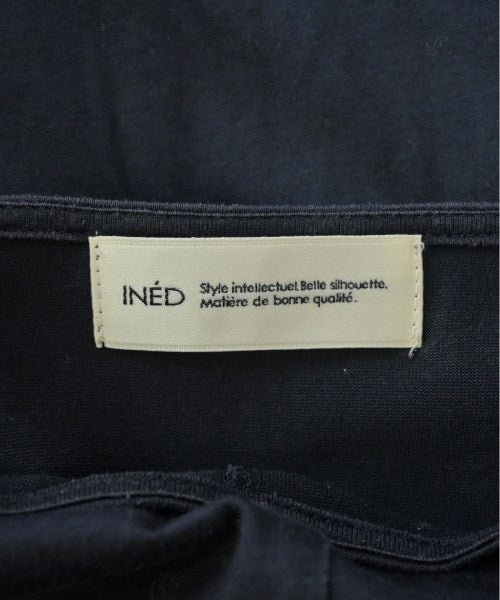 INÉD
Style intellectuel. Belle silhouette.
Matière de bonne qualité.